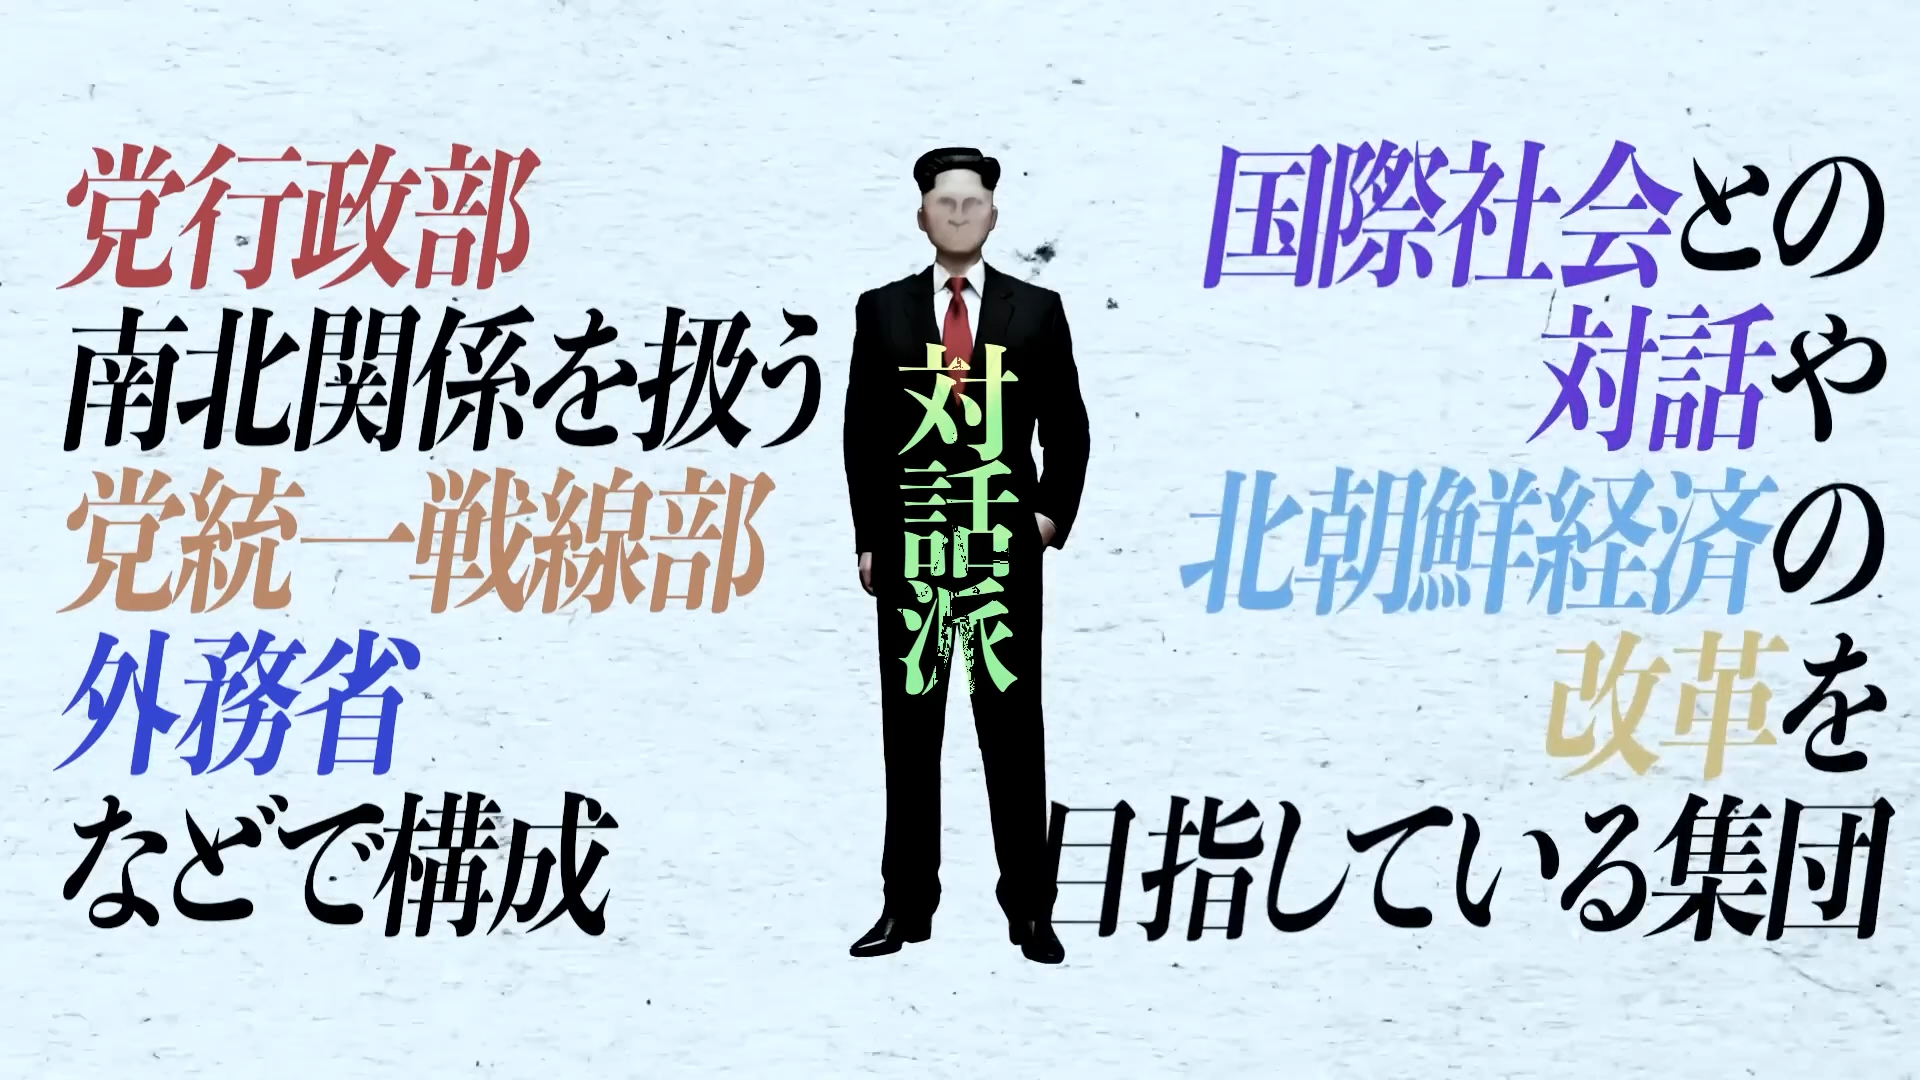 党行政部
南北関係を扱う
党統一戦線部
外務省
などで構成
対話派
国際社会との
対話や
北朝鮮経済の
改革を
目指している集団